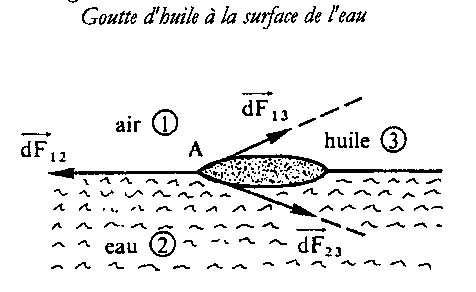 Goutte d'huile à la surface de l'eau
dF₁₃
air ①
huile ③
dF₁₂
A
eau ②
dF₂₃